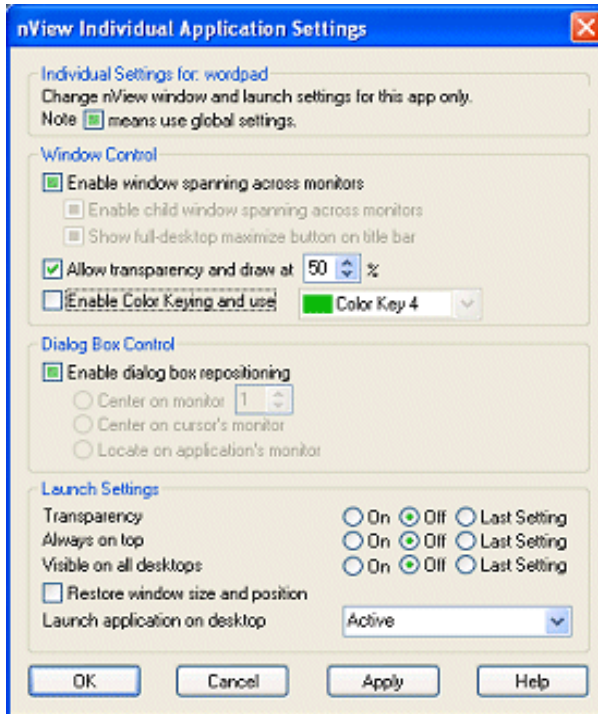 nView Individual Application Settings
Individual Settings for: wordpad
Change nView window and launch settings for this app only.
Note means use global settings.
Window Control
Enable window spanning across monitors
Enable child window spanning across monitors
Show full-desktop maximize button on title bar
Allow transparency and draw at 50 %
Enable Color Keying and use Color Key 4
Dialog Box Control
Enable dialog box repositioning
Center on monitor 1
Center on cursor's monitor
Locate on application's monitor
Launch Settings
Transparency On Off Last Setting
Always on top On Off Last Setting
Visible on all desktops On Off Last Setting
Restore window size and position
Launch application on desktop Active
OK Cancel Apply Help